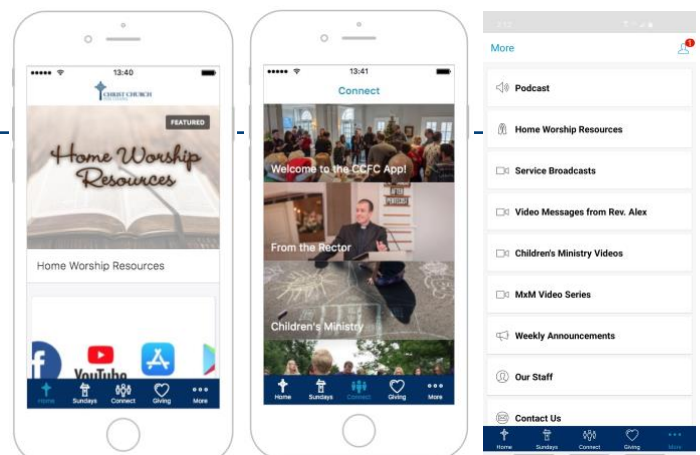 13:40
CHRIST CHURCH
FEATURED
Home Worship
Resources
Home Worship Resources
YouTube
Home
Sundays
Connect
Giving
More
13:41
Connect
Welcome to the CCFC App!
AFTER
PENTECOST
From the Rector
Children's Ministry
Home
Sundays
Connect
Giving
More
More
1
Podcast
Home Worship Resources
Service Broadcasts
Video Messages from Rev. Alex
Children's Ministry Videos
MxM Video Series
Weekly Announcements
Our Staff
Contact Us
Home
Sundays
Connect
Giving
More